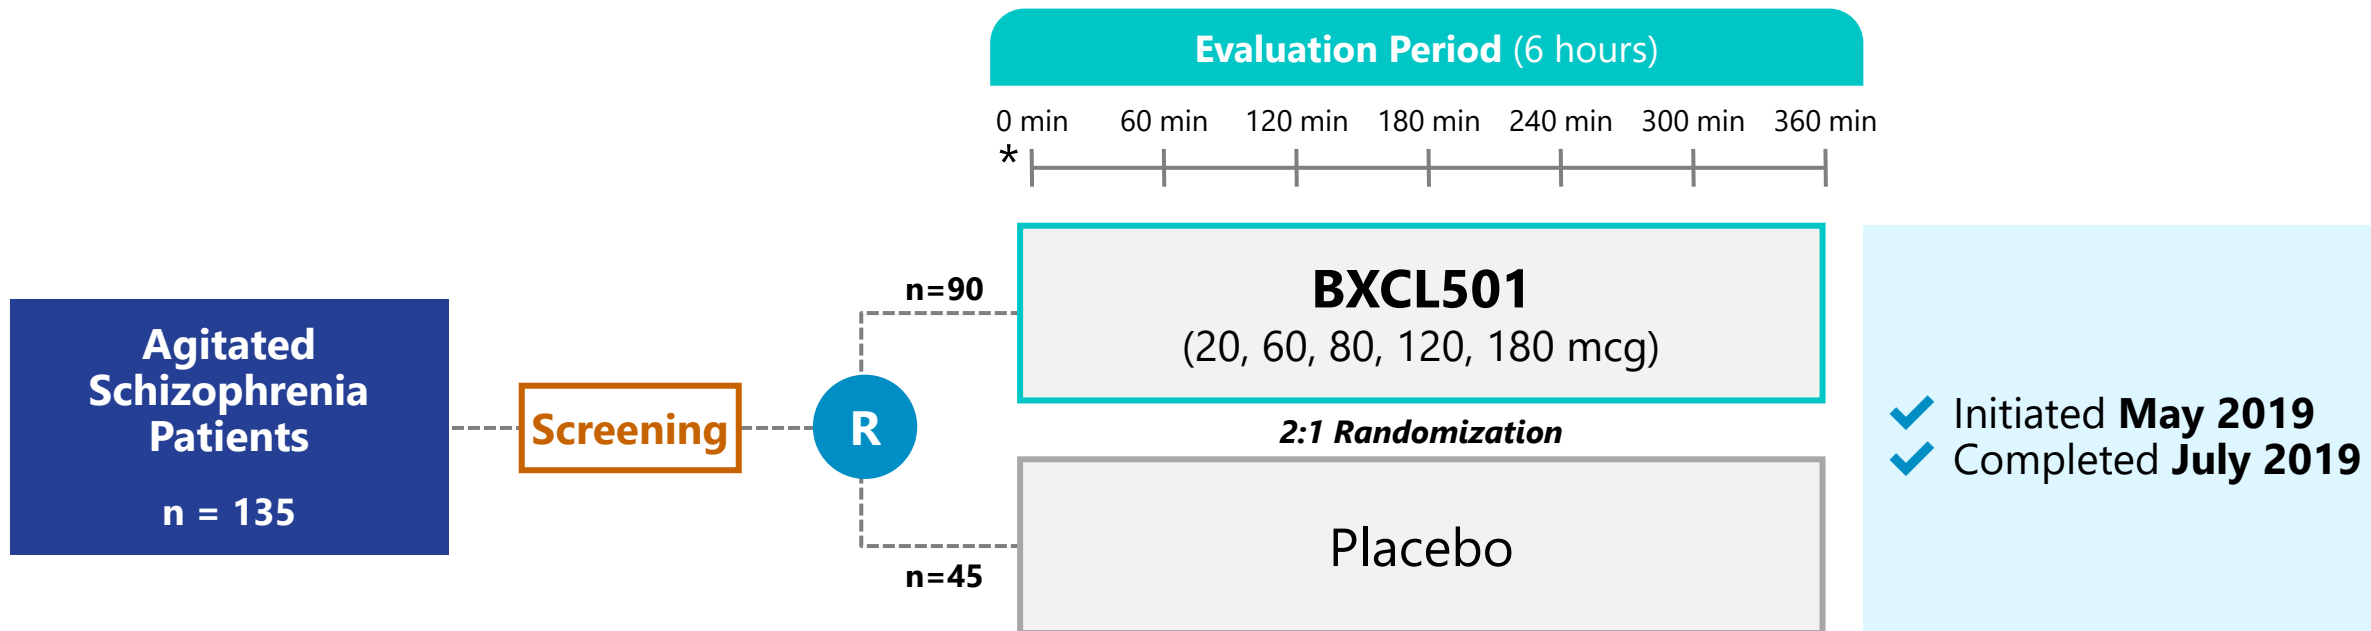 Evaluation Period (6 hours)
0 min 60 min 120 min 180 min 240 min 300 min 360 min
*
n=90
BXCL501
(20, 60, 80, 120, 180 mcg)
Agitated
Schizophrenia
Patients
n = 135
Screening
R
2:1 Randomization
n=45
Placebo
Initiated May 2019
Completed July 2019